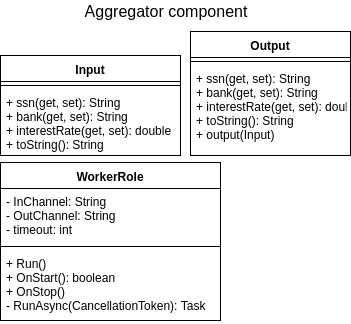 Aggregator component
Input
+ ssn(get, set): String
+ bank(get, set): String
+ interestRate(get, set): double
+ toString(): String
Output
+ ssn(get, set): String
+ bank(get, set): String
+ interestRate(get, set): doul
+ toString(): String
+ output(Input)
WorkerRole
- InChannel: String
- OutChannel: String
- timeout: int
+ Run()
+ OnStart(): boolean
+ OnStop()
- RunAsync(CancellationToken): Task